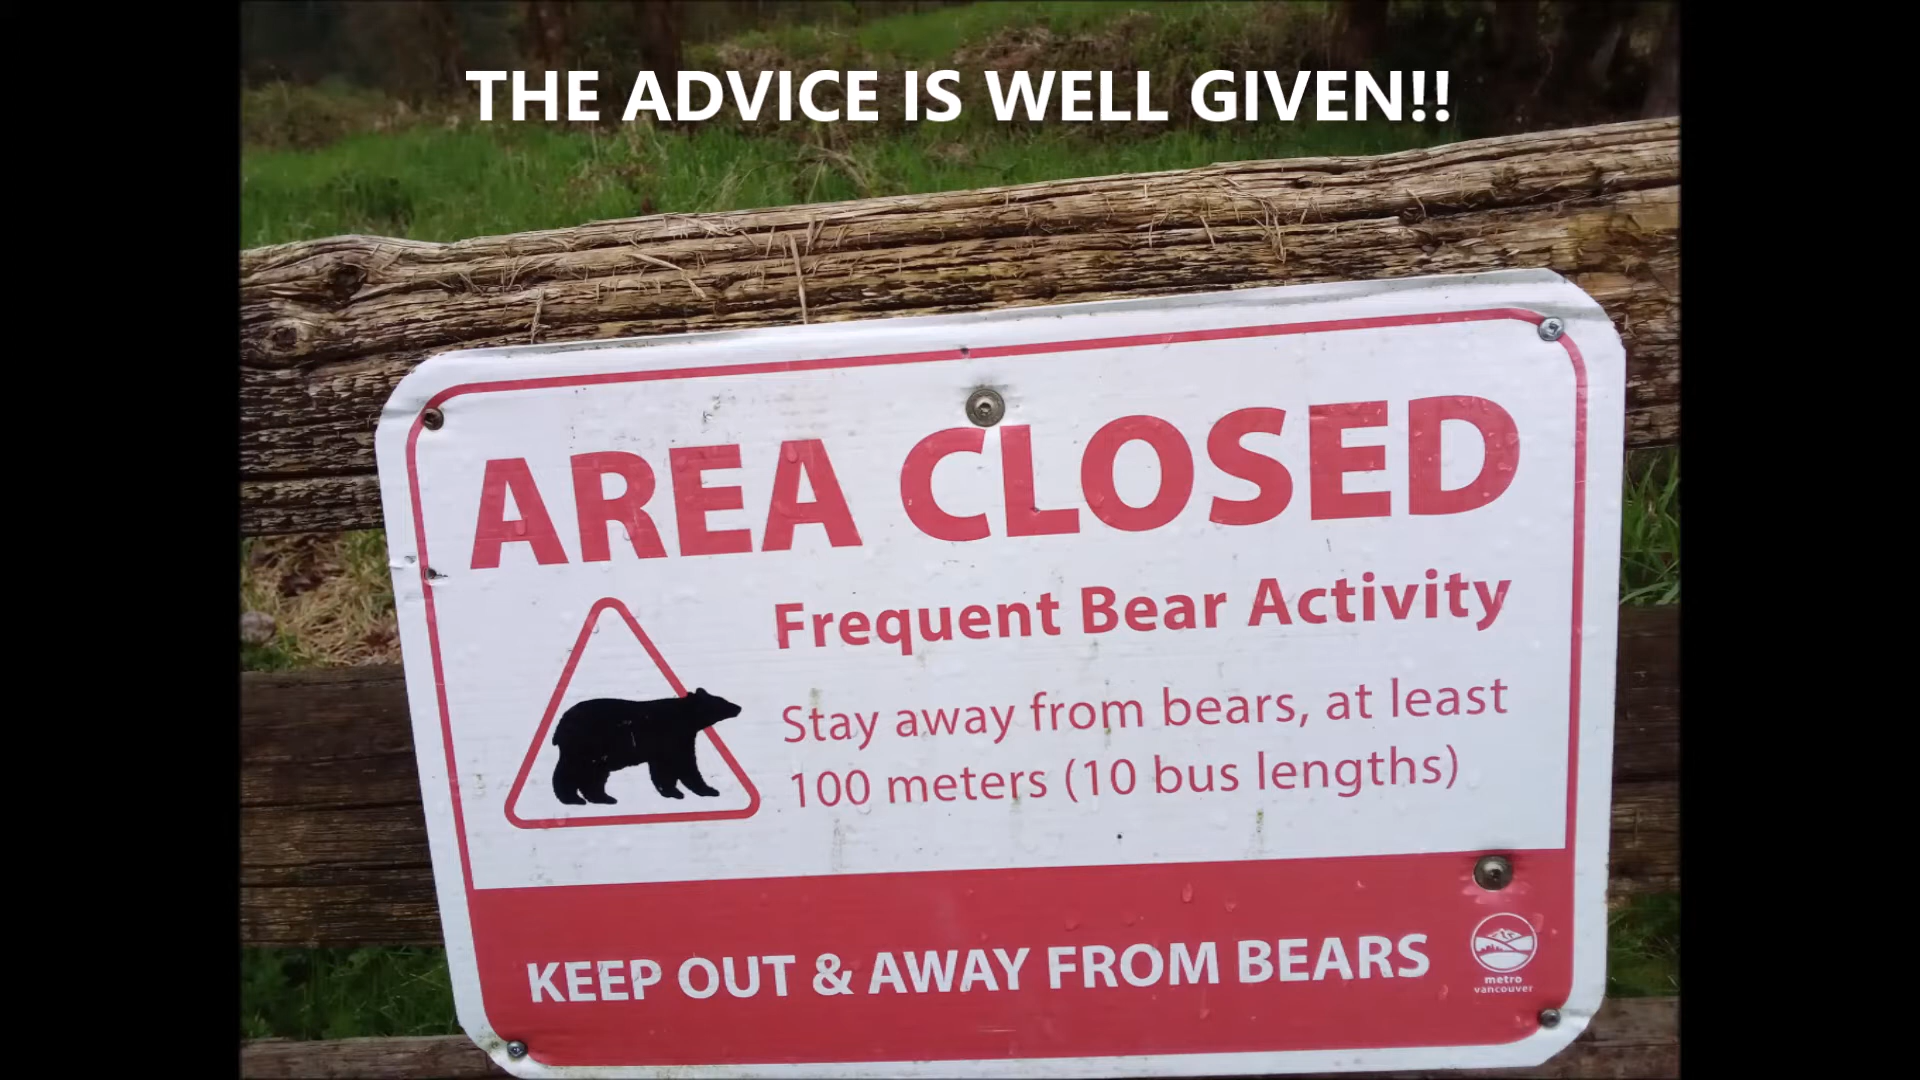 THE ADVICE IS WELL GIVEN!!
AREA CLOSED
Frequent Bear Activity
Stay away from bears, at least
100 meters (10 bus lengths)
KEEP OUT & AWAY FROM BEARS
metro
vancouver